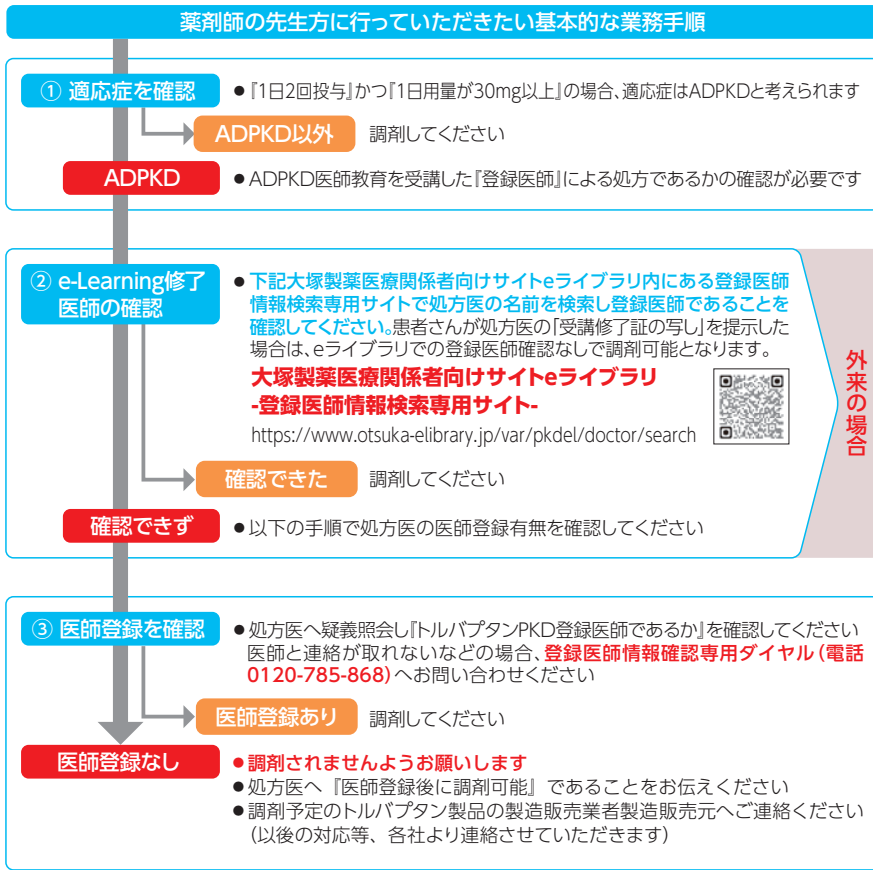 薬剤師の先生方に行っていただきたい基本的な業務手順
① 適応症を確認
●『1日2回投与』かつ『1日用量が30mg以上』の場合、適応症はADPKDと考えられます
ADPKD以外
調剤してください
ADPKD
●ADPKD医師教育を受講した『登録医師』による処方であるかの確認が必要です
② e-Learning修了
医師の確認
●下記大塚製薬医療関係者向けサイトeライブラリ内にある登録医師
情報検索専用サイトで処方医の名前を検索し登録医師であることを
確認してください。患者さんが処方医の「受講修了証の写し」を提示した
場合は、eライブラリでの登録医師確認なしで調剤可能となります。
大塚製薬医療関係者向けサイトeライブラリ
-登録医師情報検索専用サイト-
https://www.otsuka-elibrary.jp/var/pkdel/doctor/search
外来の場合
確認できた
調剤してください
確認できず
●以下の手順で処方医の医師登録有無を確認してください
③ 医師登録を確認
●処方医へ疑義照会し『トルバプタンPKD登録医師であるか』を確認してください
医師と連絡が取れないなどの場合、登録医師情報確認専用ダイヤル(電話
0120-785-868)へお問い合わせください
医師登録あり
調剤してください
医師登録なし
●調剤されませんようお願いします
●処方医へ『医師登録後に調剤可能』であることをお伝えください
●調剤予定のトルバプタン製品の製造販売業者製造販売元へご連絡ください
(以後の対応等、各社より連絡させていただきます)